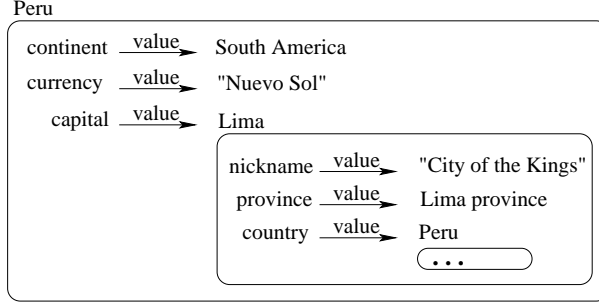 Peru
continent value South America
currency value "Nuevo Sol"
capital value Lima
nickname value "City of the Kings"
province value Lima province
country value Peru
...